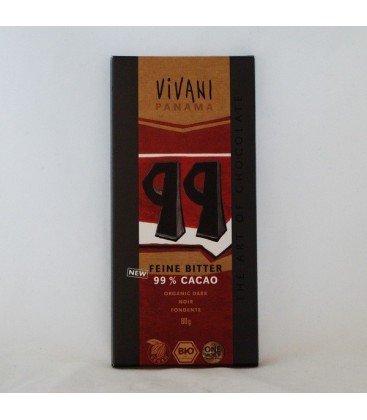 ViVANI
PANAMA
99
NEW
FEINE BITTER
99 % CACAO
ORGANIC DARK
NOIR
FONDENTE
80g
BIO
THE ART OF CHOCOLATE